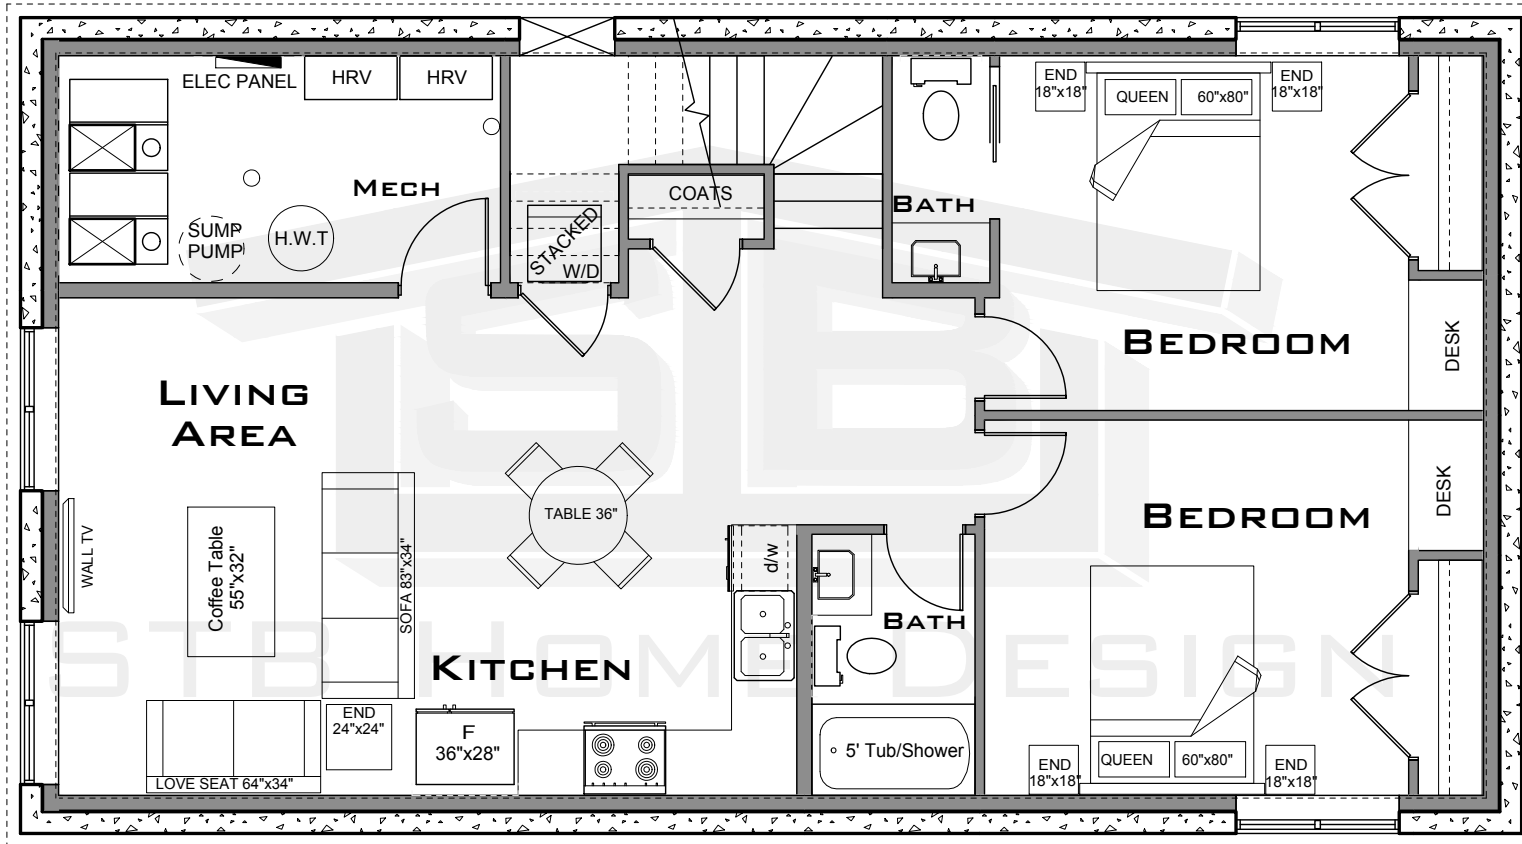 ELEC PANEL
HRV
HRV
MECH
SUMP
PUMP
H.W.T
STACKED
W/D
COATS
BATH
END
18"x18"
QUEEN
60"x80"
END
18"x18"
BEDROOM
DESK
LIVING
AREA
WALL TV
Coffee Table
55"x32"
SOFA 83"x34"
TABLE 36"
KITCHEN
d/w
BATH
5' Tub/Shower
BEDROOM
DESK
LOVE SEAT 64"x34"
END
24"x24"
F
36"x28"
END
18"x18"
QUEEN
60"x80"
END
18"x18"
STB
STB HOME DESIGN